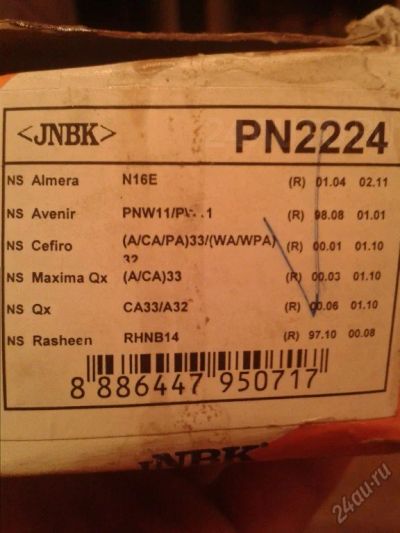 <JNBK> PN2224
NS Almera N16E (R) 01.04 02.11
NS Avenir (R) 98.08 01.01
NS Cefiro (A/CA/PA)33/(WA/WPA) (R) 00.01 01.10
32
NS Maxima Qx (A/CA)33 (R) 00.03 01.10
NS Qx CA33/A32 (R) 00.06 01.10
NS Rasheen RHNB14 (R) 97.10 00.08
8 886447 950717
JNBK
24au.ru